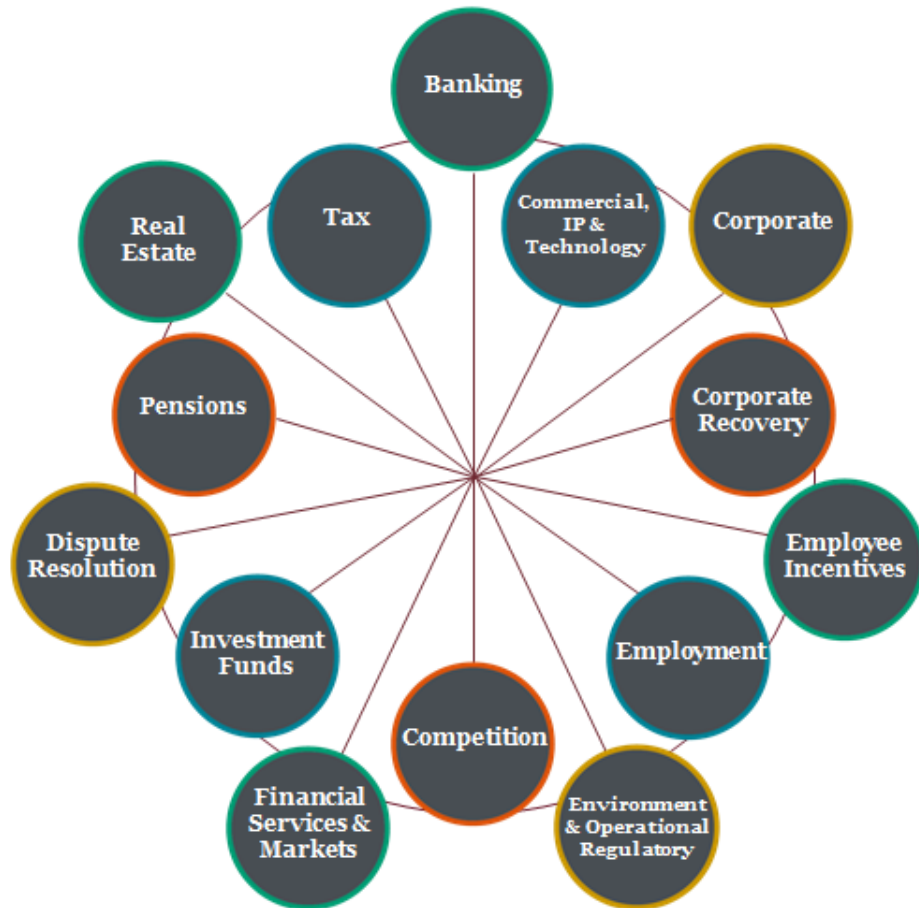 Banking
Commercial,
IP &
Technology
Corporate
Corporate
Recovery
Employee
Incentives
Employment
Environment
& Operational
Regulatory
Competition
Financial
Services &
Markets
Investment
Funds
Dispute
Resolution
Pensions
Real
Estate
Tax